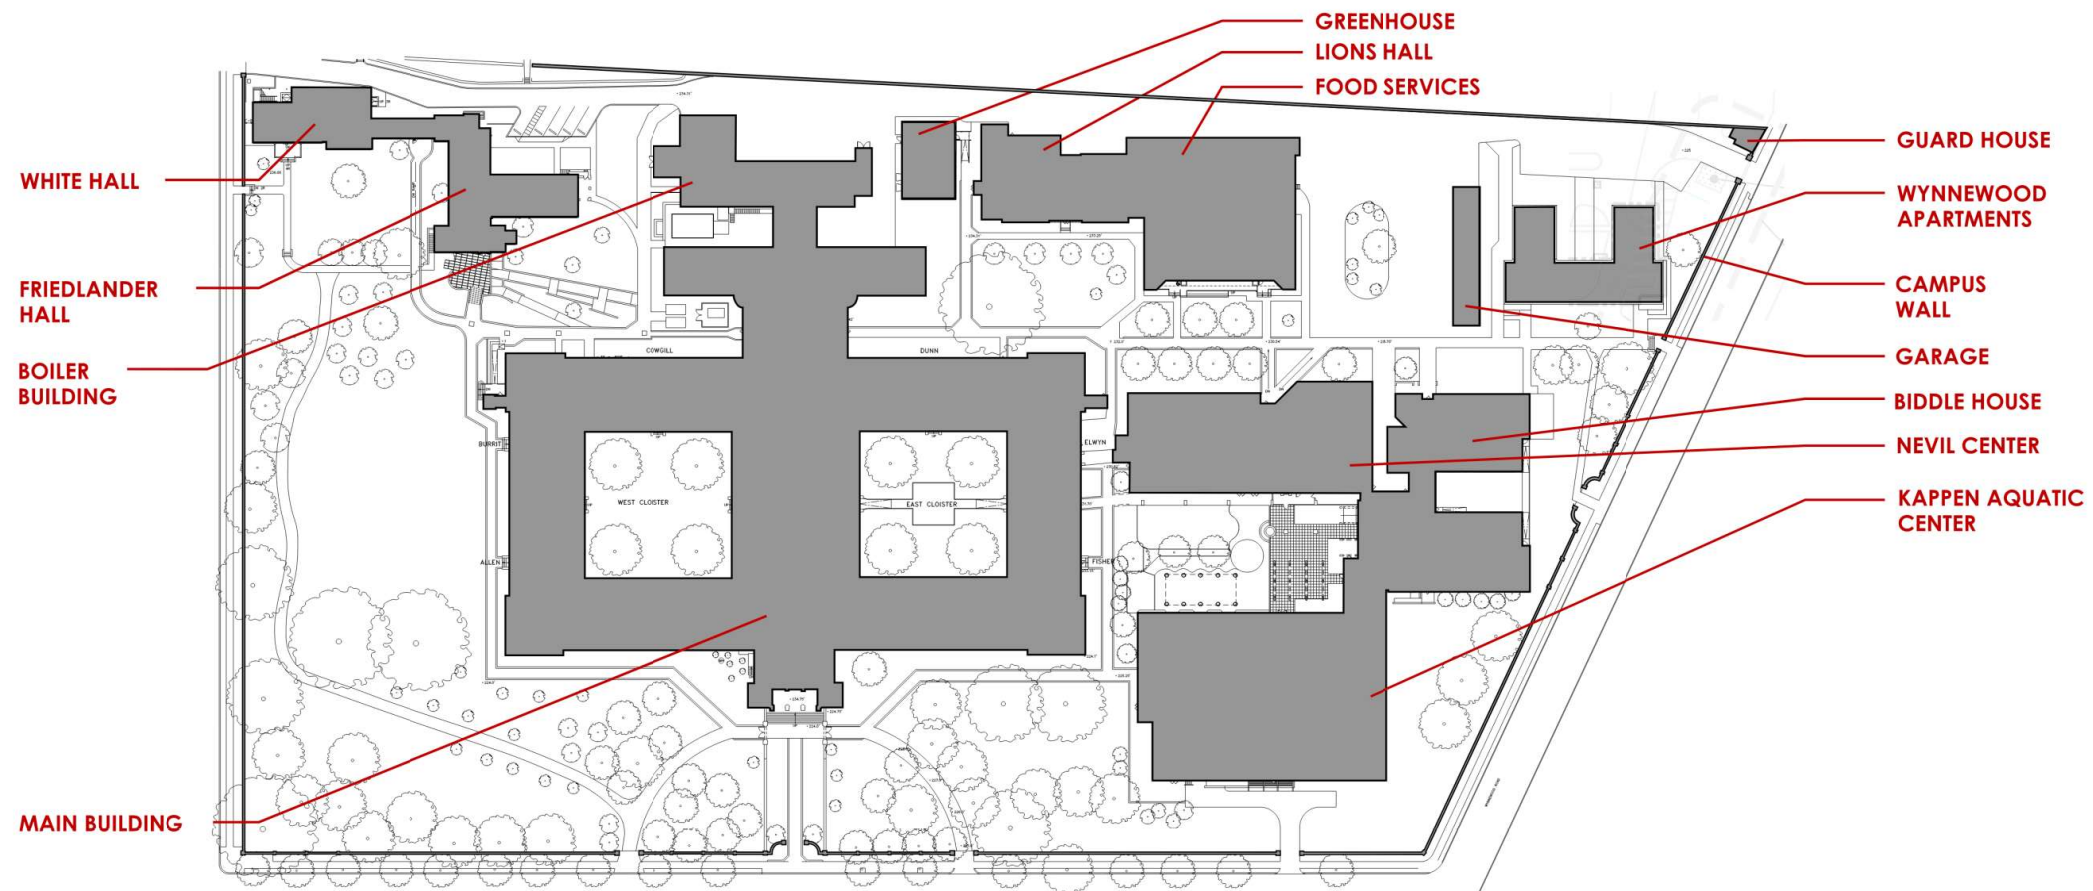 GREENHOUSE
LIONS HALL
FOOD SERVICES
GUARD HOUSE
WHITE HALL
WYNNEWOOD
APARTMENTS
FRIEDLANDER
HALL
CAMPUS
WALL
BOILER
BUILDING
GARAGE
COWGILL
DUNN
BIDDLE HOUSE
BURRIT
ELWYN
NEVIL CENTER
WEST CLOISTER
EAST CLOISTER
KAPPEN AQUATIC
CENTER
ALLEN
FISHER
MAIN BUILDING